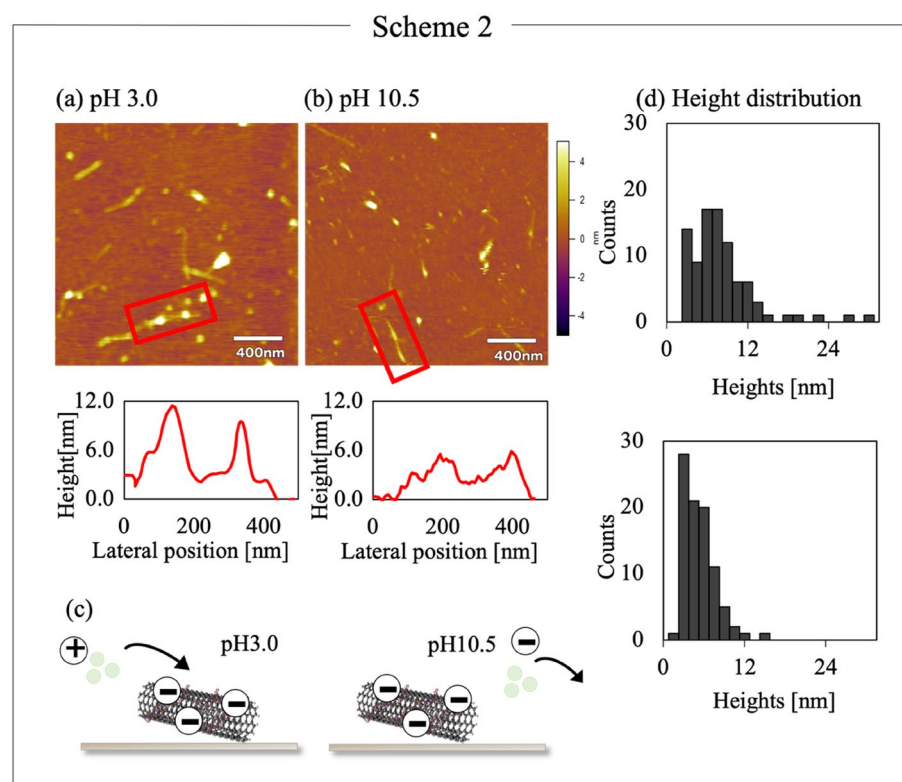 Scheme 2
(a) pH 3.0
(b) pH 10.5
(d) Height distribution
400nm
400nm
4
2
0
-2
-4
nm
30
20
10
0
Counts
12
24
Heights [nm]
12.0
6.0
0.0
Height[nm]
0
200
400
Lateral position [nm]
12.0
6.0
0.0
Height[nm]
0
200
400
Lateral position [nm]
30
20
10
0
Counts
0
12
24
Heights [nm]
(c)
+
pH3.0
pH10.5
−
− − −
− − −